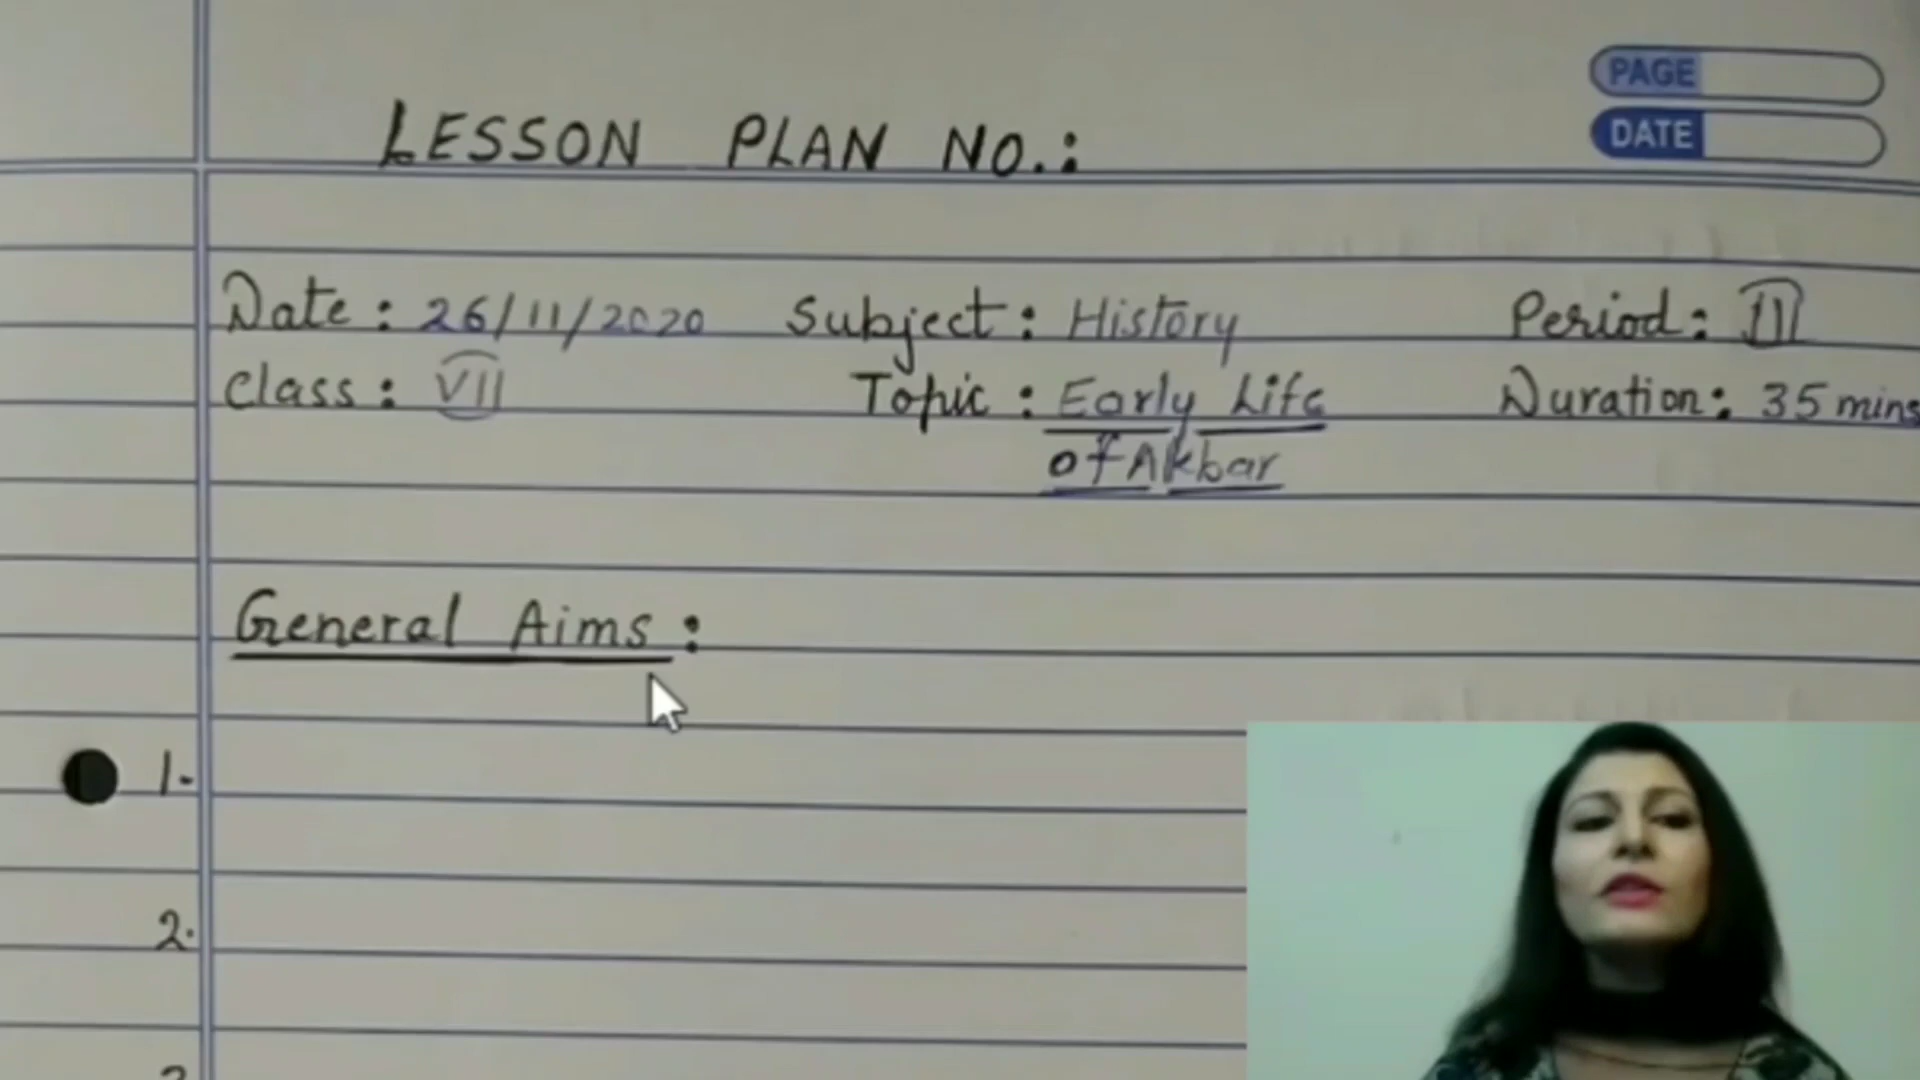 PAGE
DATE
LESSON PLAN NO.:
Date: 26/11/2020 Subject: History Period: III
Class: VII Topic: Early Life Duration: 35 mins
of Akbar
General Aims:
1.
2.